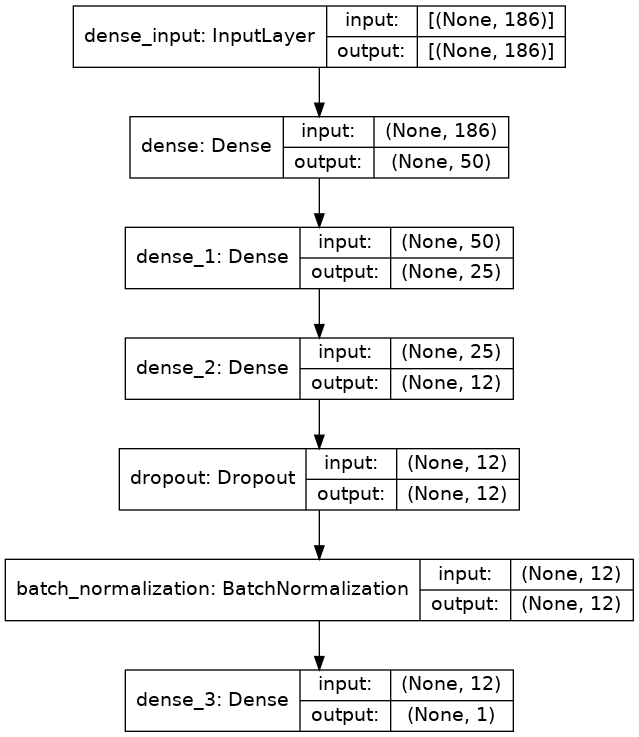 dense_input: InputLayer
input: [(None, 186)]
output: [(None, 186)]
dense: Dense
input: (None, 186)
output: (None, 50)
dense_1: Dense
input: (None, 50)
output: (None, 25)
dense_2: Dense
input: (None, 25)
output: (None, 12)
dropout: Dropout
input: (None, 12)
output: (None, 12)
batch_normalization: BatchNormalization
input: (None, 12)
output: (None, 12)
dense_3: Dense
input: (None, 12)
output: (None, 1)